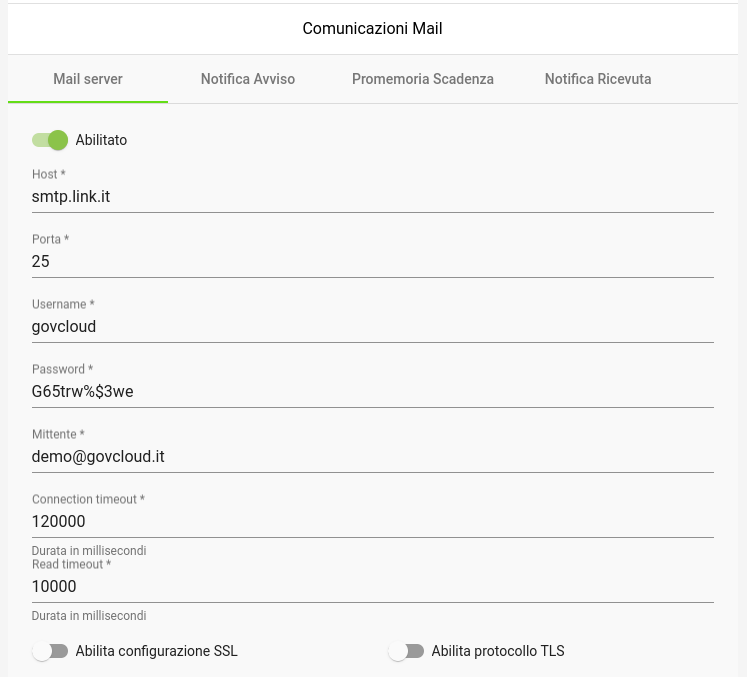 Comunicazioni Mail
Mail server Notifica Avviso Promemoria Scadenza Notifica Ricevuta
Abilitato
Host *
smtp.link.it
Porta *
25
Username *
govcloud
Password *
G65trw%$3we
Mittente *
demo@govcloud.it
Connection timeout *
120000
Durata in millisecondi
Read timeout *
10000
Durata in millisecondi
Abilita configurazione SSL Abilita protocollo TLS